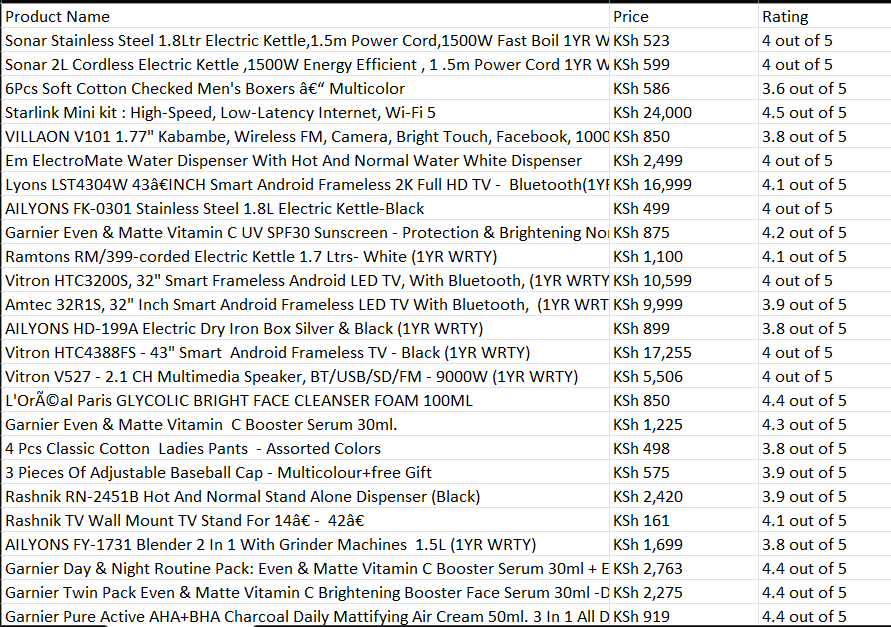 Product Name Price Rating
Sonar Stainless Steel 1.8Ltr Electric Kettle,1.5m Power Cord,1500W Fast Boil 1YR W KSh 523 4 out of 5
Sonar 2L Cordless Electric Kettle ,1500W Energy Efficient , 1 .5m Power Cord 1YR W KSh 599 4 out of 5
6Pcs Soft Cotton Checked Men's Boxers â€“ Multicolor KSh 586 3.6 out of 5
Starlink Mini kit : High-Speed, Low-Latency Internet, Wi-Fi 5 KSh 24,000 4.5 out of 5
VILLAON V101 1.77" Kabambe, Wireless FM, Camera, Bright Touch, Facebook, 1000 KSh 850 3.8 out of 5
Em ElectroMate Water Dispenser With Hot And Normal Water White Dispenser KSh 2,499 4 out of 5
Lyons LST4304W 43â€INCH Smart Android Frameless 2K Full HD TV - Bluetooth(1YR KSh 16,999 4.1 out of 5
AILYONS FK-0301 Stainless Steel 1.8L Electric Kettle-Black KSh 499 4 out of 5
Garnier Even & Matte Vitamin C UV SPF30 Sunscreen - Protection & Brightening No KSh 875 4.2 out of 5
Ramtons RM/399-corded Electric Kettle 1.7 Ltrs- White (1YR WRTY) KSh 1,100 4.1 out of 5
Vitron HTC3200S, 32" Smart Frameless Android LED TV, With Bluetooth, (1YR WRTY KSh 10,599 4 out of 5
Amtec 32R1S, 32" Inch Smart Android Frameless LED TV With Bluetooth, (1YR WRT KSh 9,999 3.9 out of 5
AILYONS HD-199A Electric Dry Iron Box Silver & Black (1YR WRTY) KSh 899 3.8 out of 5
Vitron HTC4388FS - 43" Smart Android Frameless TV - Black (1YR WRTY) KSh 17,255 4 out of 5
Vitron V527 - 2.1 CH Multimedia Speaker, BT/USB/SD/FM - 9000W (1YR WRTY) KSh 5,506 4 out of 5
L'OrÃ©al Paris GLYCOLIC BRIGHT FACE CLEANSER FOAM 100ML KSh 850 4.4 out of 5
Garnier Even & Matte Vitamin C Booster Serum 30ml. KSh 1,225 4.3 out of 5
4 Pcs Classic Cotton Ladies Pants - Assorted Colors KSh 498 3.8 out of 5
3 Pieces Of Adjustable Baseball Cap - Multicolour+free Gift KSh 575 3.9 out of 5
Rashnik RN-2451B Hot And Normal Stand Alone Dispenser (Black) KSh 2,420 3.9 out of 5
Rashnik TV Wall Mount TV Stand For 14â€ - 42â€ KSh 161 4.1 out of 5
AILYONS FY-1731 Blender 2 In 1 With Grinder Machines 1.5L (1YR WRTY) KSh 1,699 3.8 out of 5
Garnier Day & Night Routine Pack: Even & Matte Vitamin C Booster Serum 30ml + E KSh 2,763 4.4 out of 5
Garnier Twin Pack Even & Matte Vitamin C Brightening Booster Face Serum 30ml -D KSh 2,275 4.4 out of 5
Garnier Pure Active AHA+BHA Charcoal Daily Mattifying Air Cream 50ml. 3 In 1 All D KSh 919 4.4 out of 5